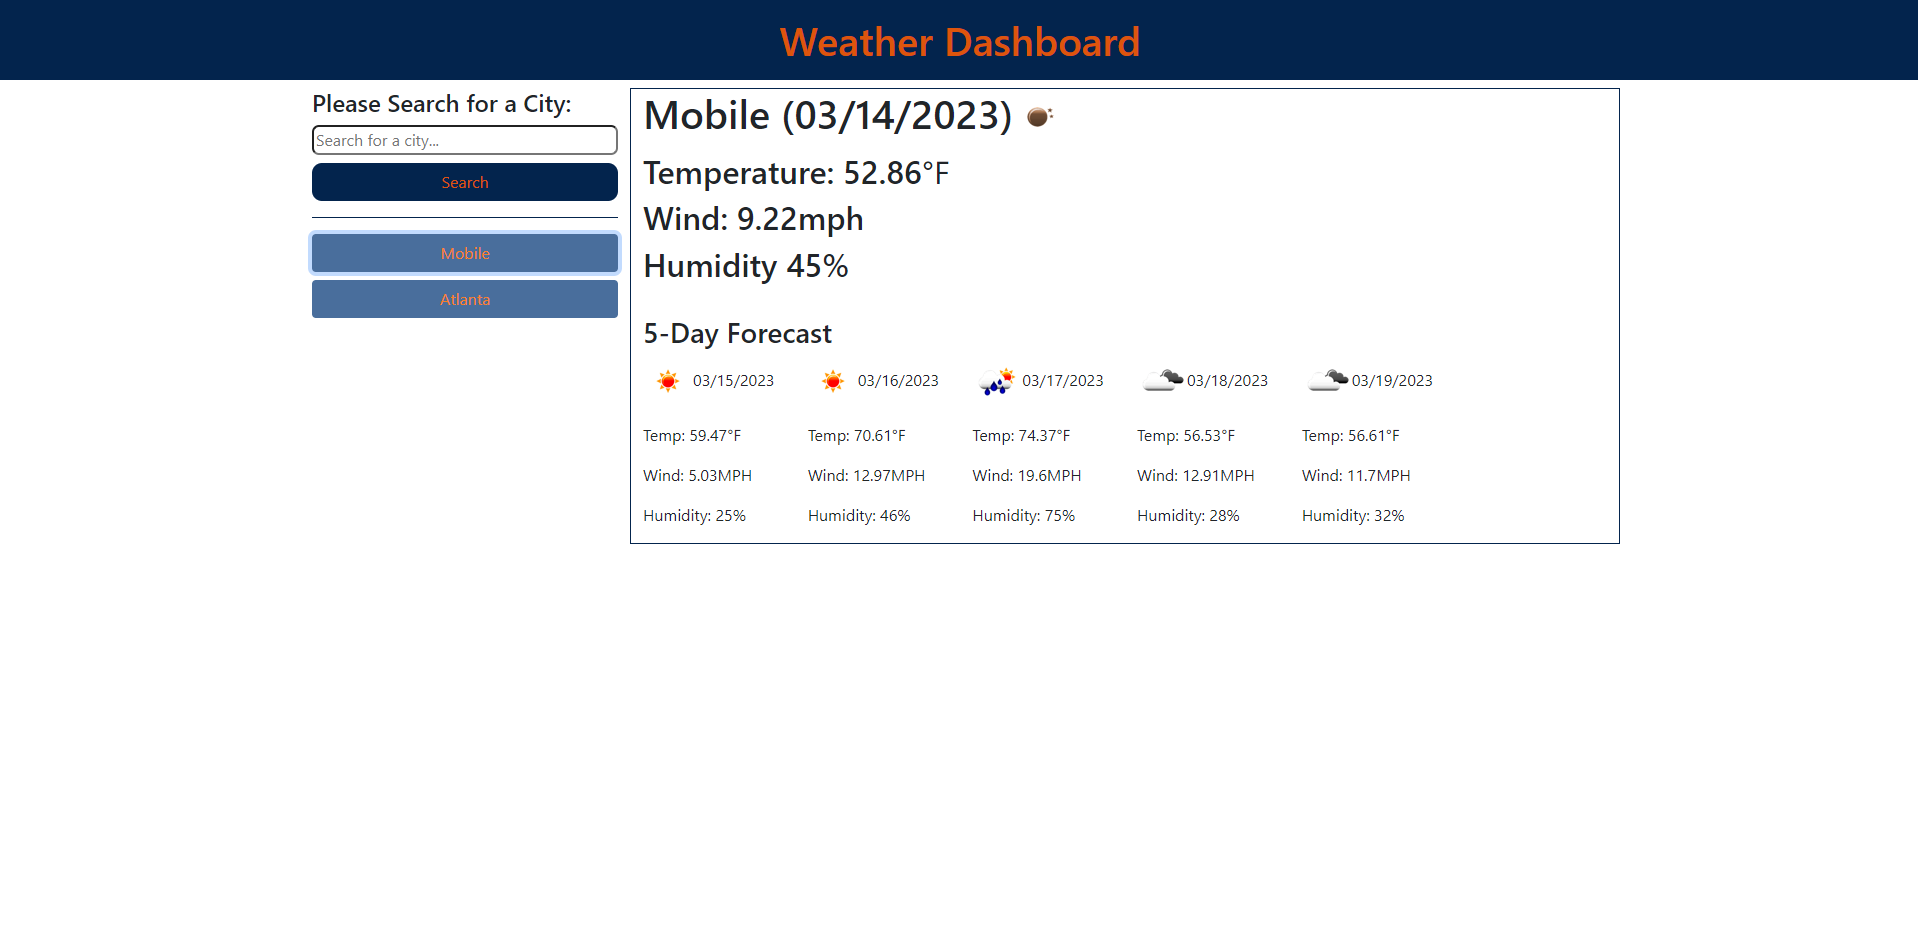 Weather Dashboard
Please Search for a City:
Search for a city...
Search
Mobile
Atlanta
Mobile (03/14/2023)
Temperature: 52.86°F
Wind: 9.22mph
Humidity 45%
5-Day Forecast
03/15/2023 03/16/2023 03/17/2023 03/18/2023 03/19/2023
Temp: 59.47°F Temp: 70.61°F Temp: 74.37°F Temp: 56.53°F Temp: 56.61°F
Wind: 5.03MPH Wind: 12.97MPH Wind: 19.6MPH Wind: 12.91MPH Wind: 11.7MPH
Humidity: 25% Humidity: 46% Humidity: 75% Humidity: 28% Humidity: 32%